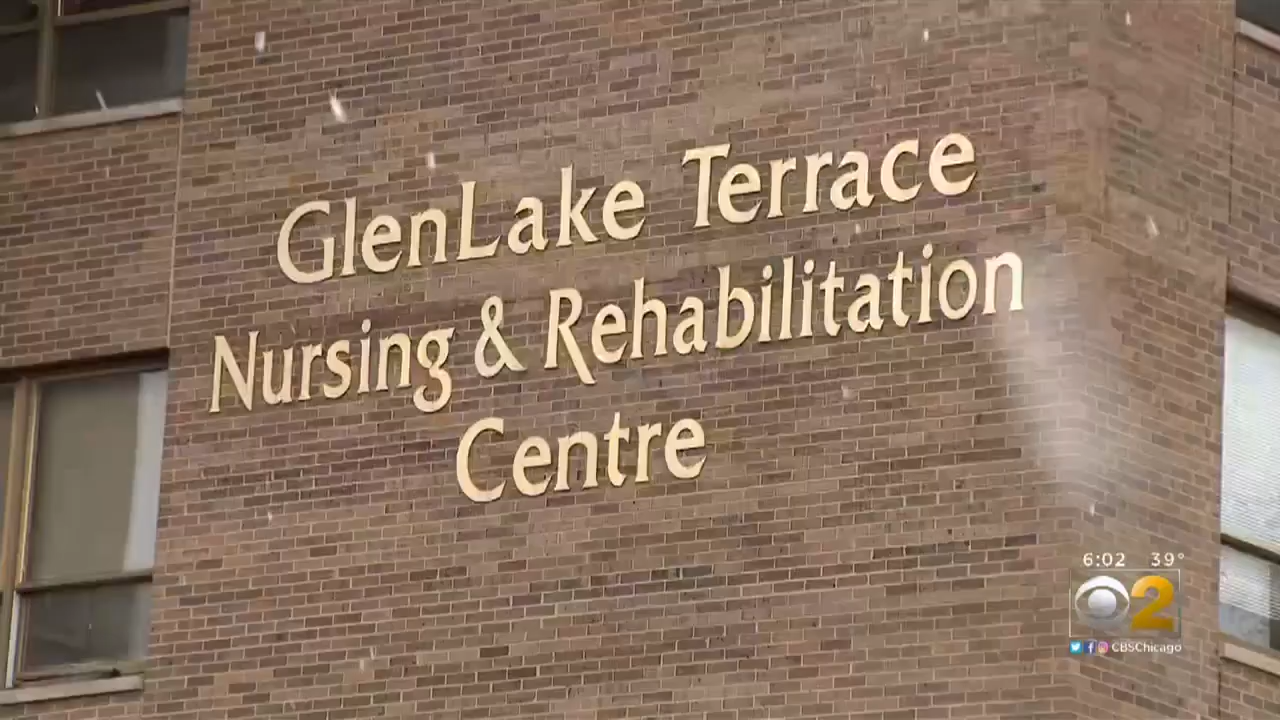 GlenLake Terrace
Nursing & Rehabilitation
Centre
6:02 39°
2
CBSChicago